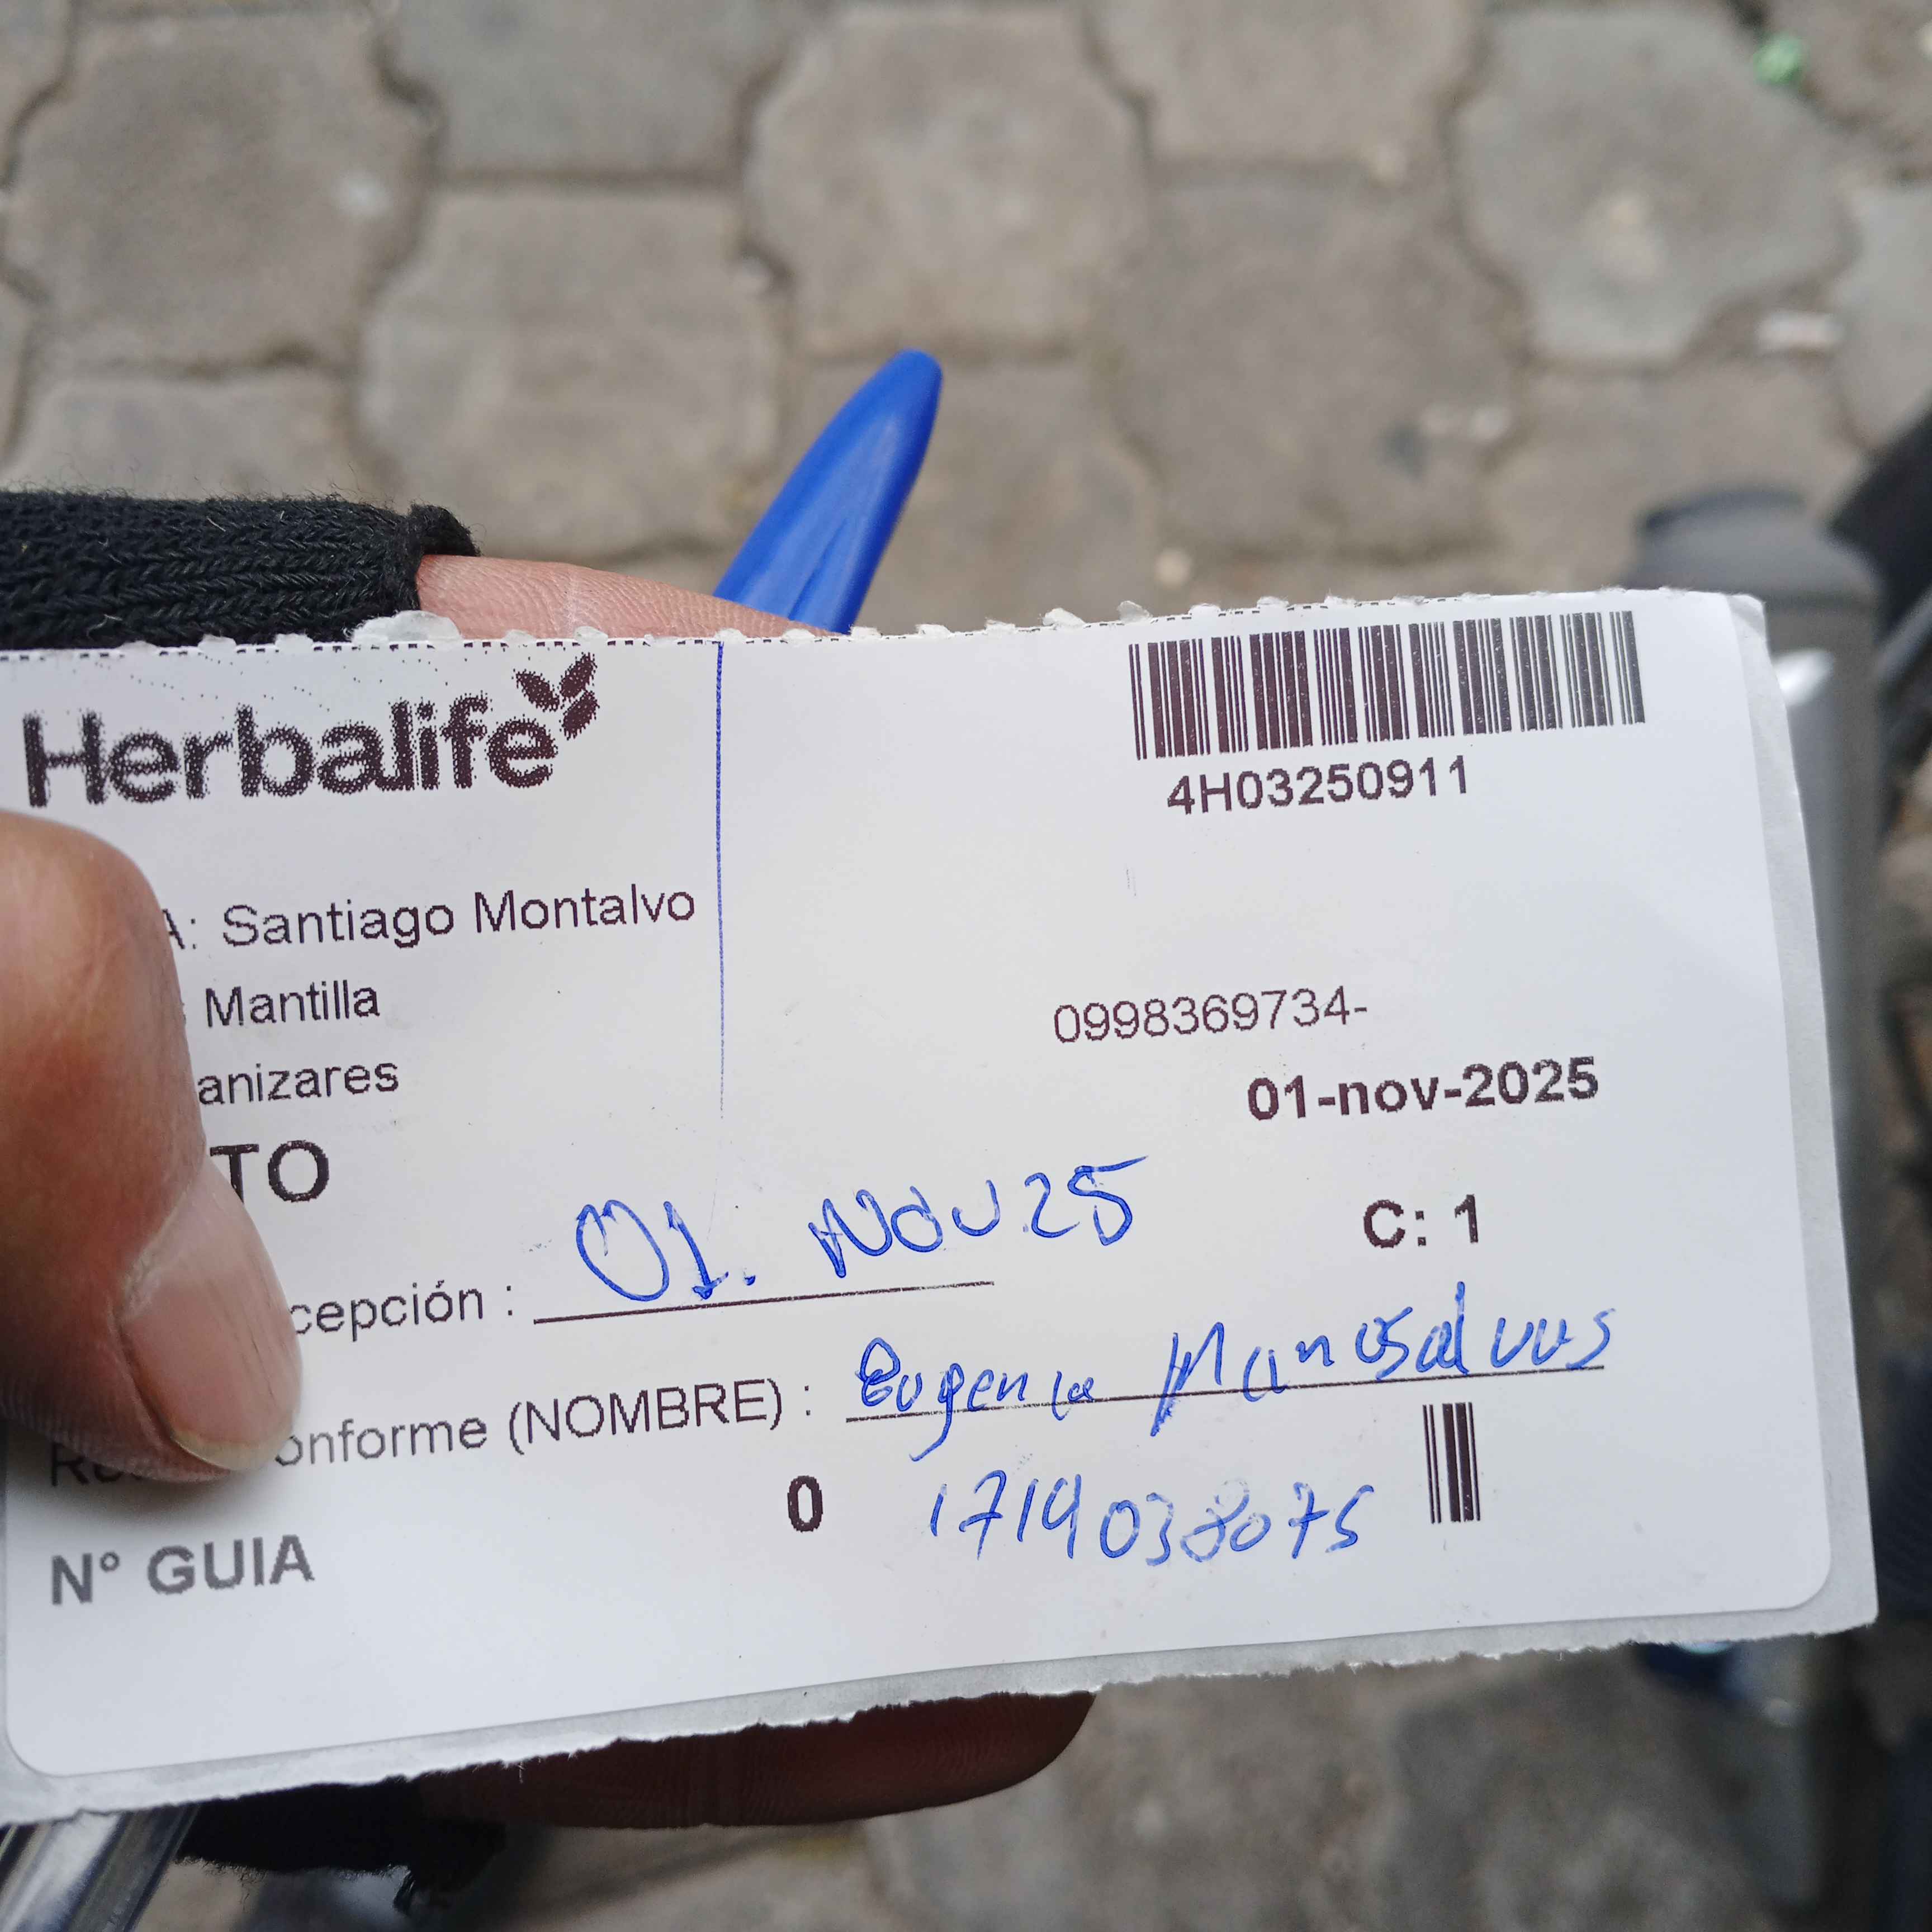 Herbalife
4H03250911
A: Santiago Montalvo
Mantilla
0998369734-
anizares
01-nov-2025
TO
C: 1
cepción : 01. Nov 25
onforme (NOMBRE) : Eugenia Manosalvas
0 1719038075
N° GUIA